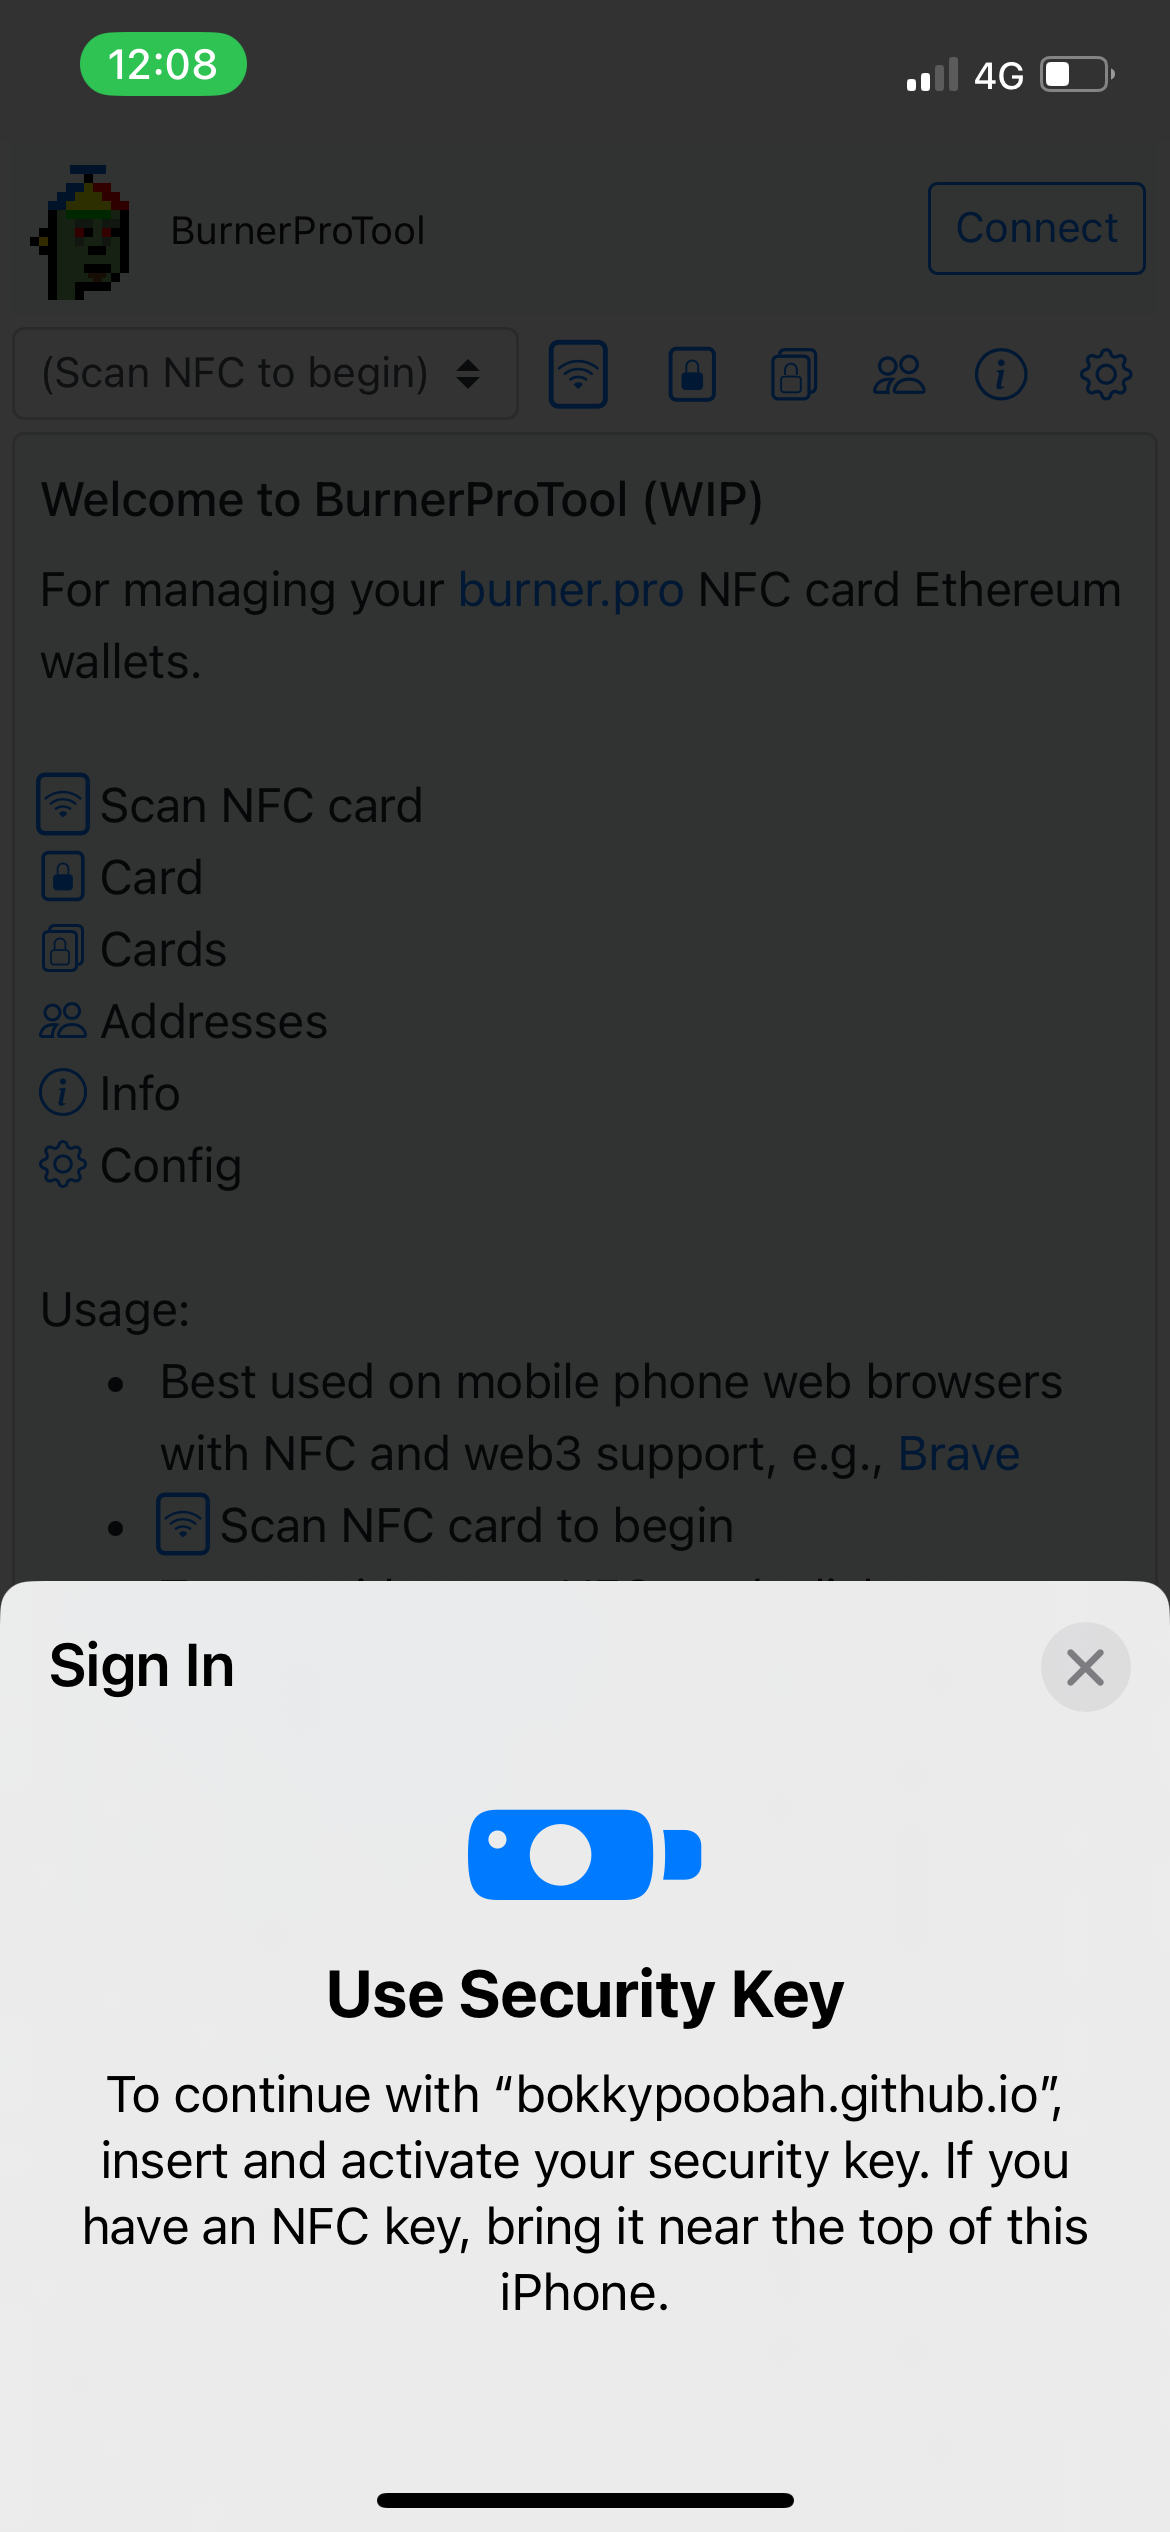 12:08
4G
BurnerProTool
Connect
(Scan NFC to begin)
Welcome to BurnerProTool (WIP)
For managing your burner.pro NFC card Ethereum
wallets.
Scan NFC card
Card
Cards
Addresses
Info
Config
Usage:
• Best used on mobile phone web browsers
with NFC and web3 support, e.g., Brave
• Scan NFC card to begin
Sign In
Use Security Key
To continue with “bokkypoobah.github.io”,
insert and activate your security key. If you
have an NFC key, bring it near the top of this
iPhone.